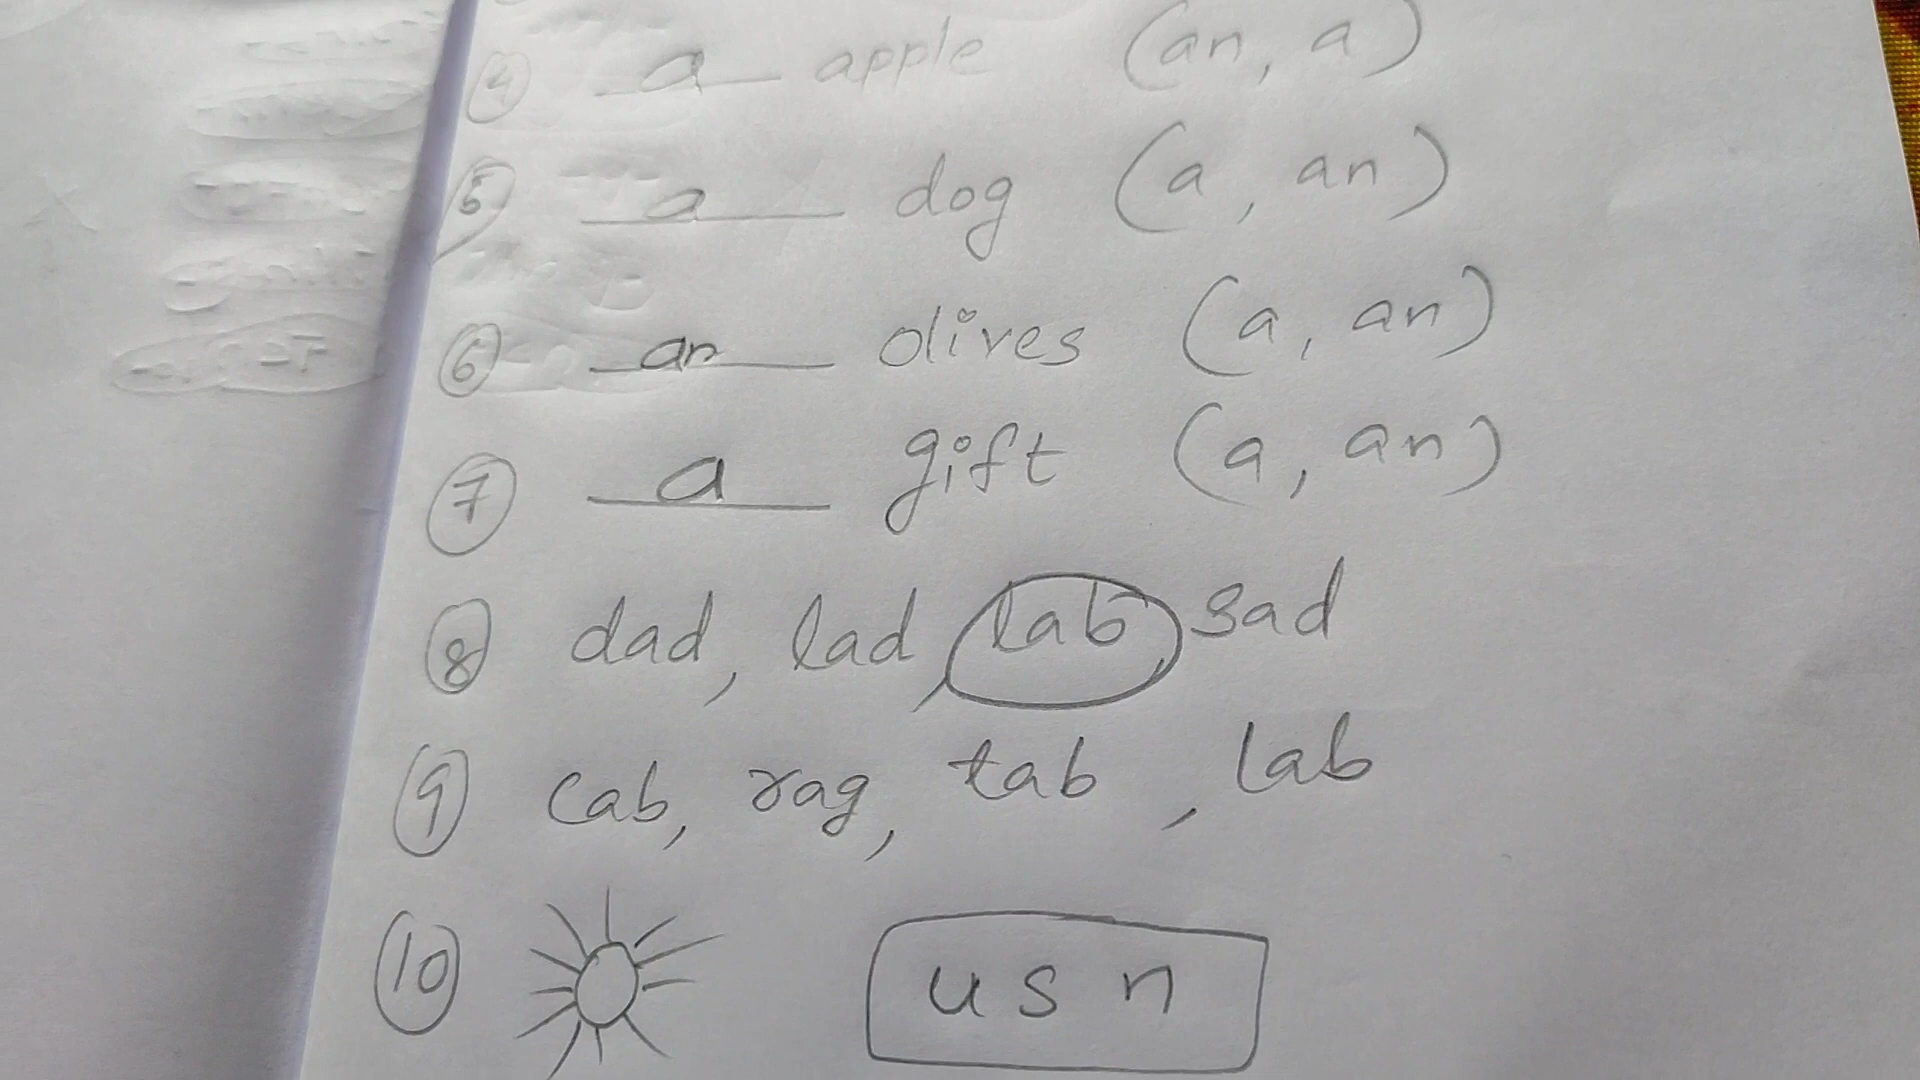 4 a apple (an, a)
5 a dog (a, an)
6 an olives (a, an)
7 a gift (a, an)
8 dad, lad, lab, sad
9 cab, rag, tab, lab
10 u s n